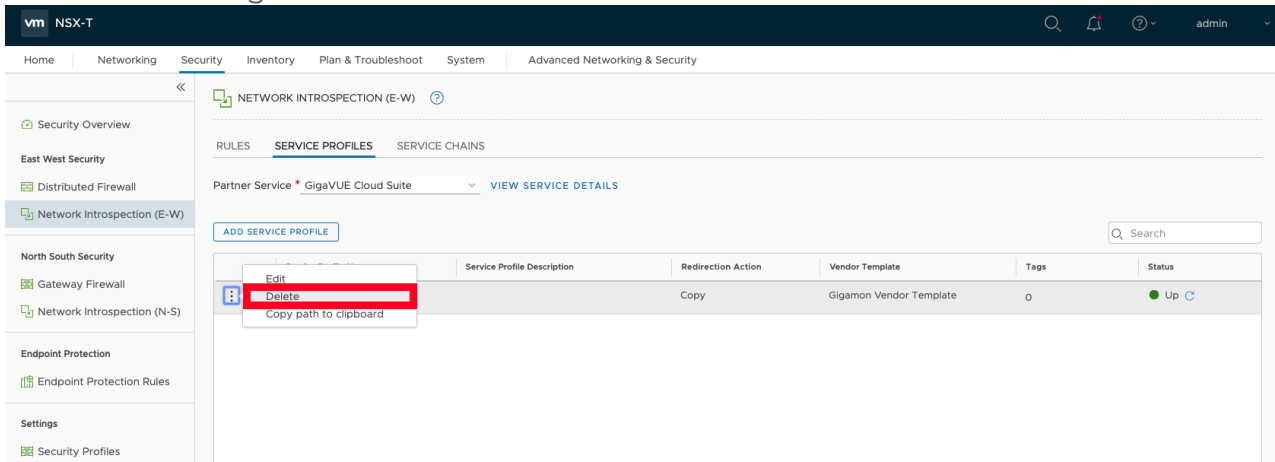 vm NSX-T admin
Home Networking Security Inventory Plan & Troubleshoot System Advanced Networking & Security
NETWORK INTROSPECTION (E-W)
Security Overview
East West Security
Distributed Firewall
Network Introspection (E-W)
North South Security
Gateway Firewall
Network Introspection (N-S)
Endpoint Protection
Endpoint Protection Rules
Settings
Security Profiles
RULES SERVICE PROFILES SERVICE CHAINS
Partner Service * GigaVUE Cloud Suite VIEW SERVICE DETAILS
ADD SERVICE PROFILE Search
Service Profile Description Redirection Action Vendor Template Tags Status
Edit
Delete
Copy path to clipboard
Copy Gigamon Vendor Template 0 Up